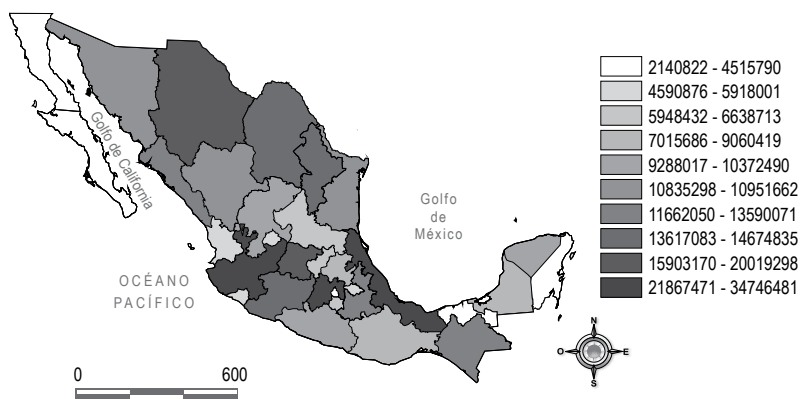 Golfo de California
Golfo
de
México
OCÉANO
PACÍFICO
2140822 - 4515790
4590876 - 5918001
5948432 - 6638713
7015686 - 9060419
9288017 - 10372490
10835298 - 10951662
11662050 - 13590071
13617083 - 14674835
15903170 - 20019298
21867471 - 34746481
N
O
E
S
0
600